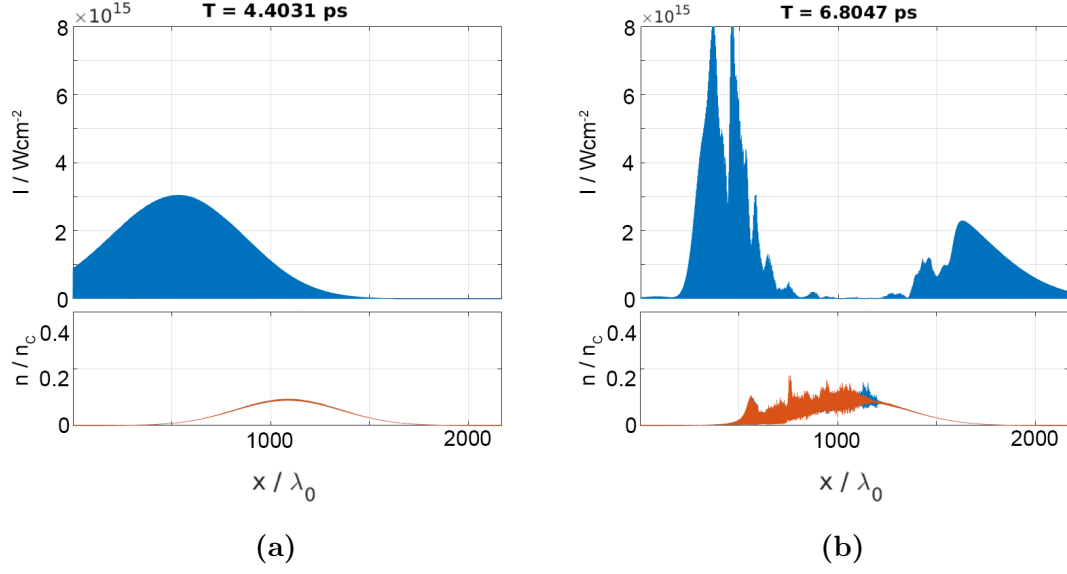 ×10¹⁵ T = 4.4031 ps
8
6
4
2
0
I / Wcm⁻²
0.4
0.2
0
n / n_c
1000 2000
x / λ₀
(a)
×10¹⁵ T = 6.8047 ps
8
6
4
2
0
I / Wcm⁻²
0.4
0.2
0
n / n_c
1000 2000
x / λ₀
(b)